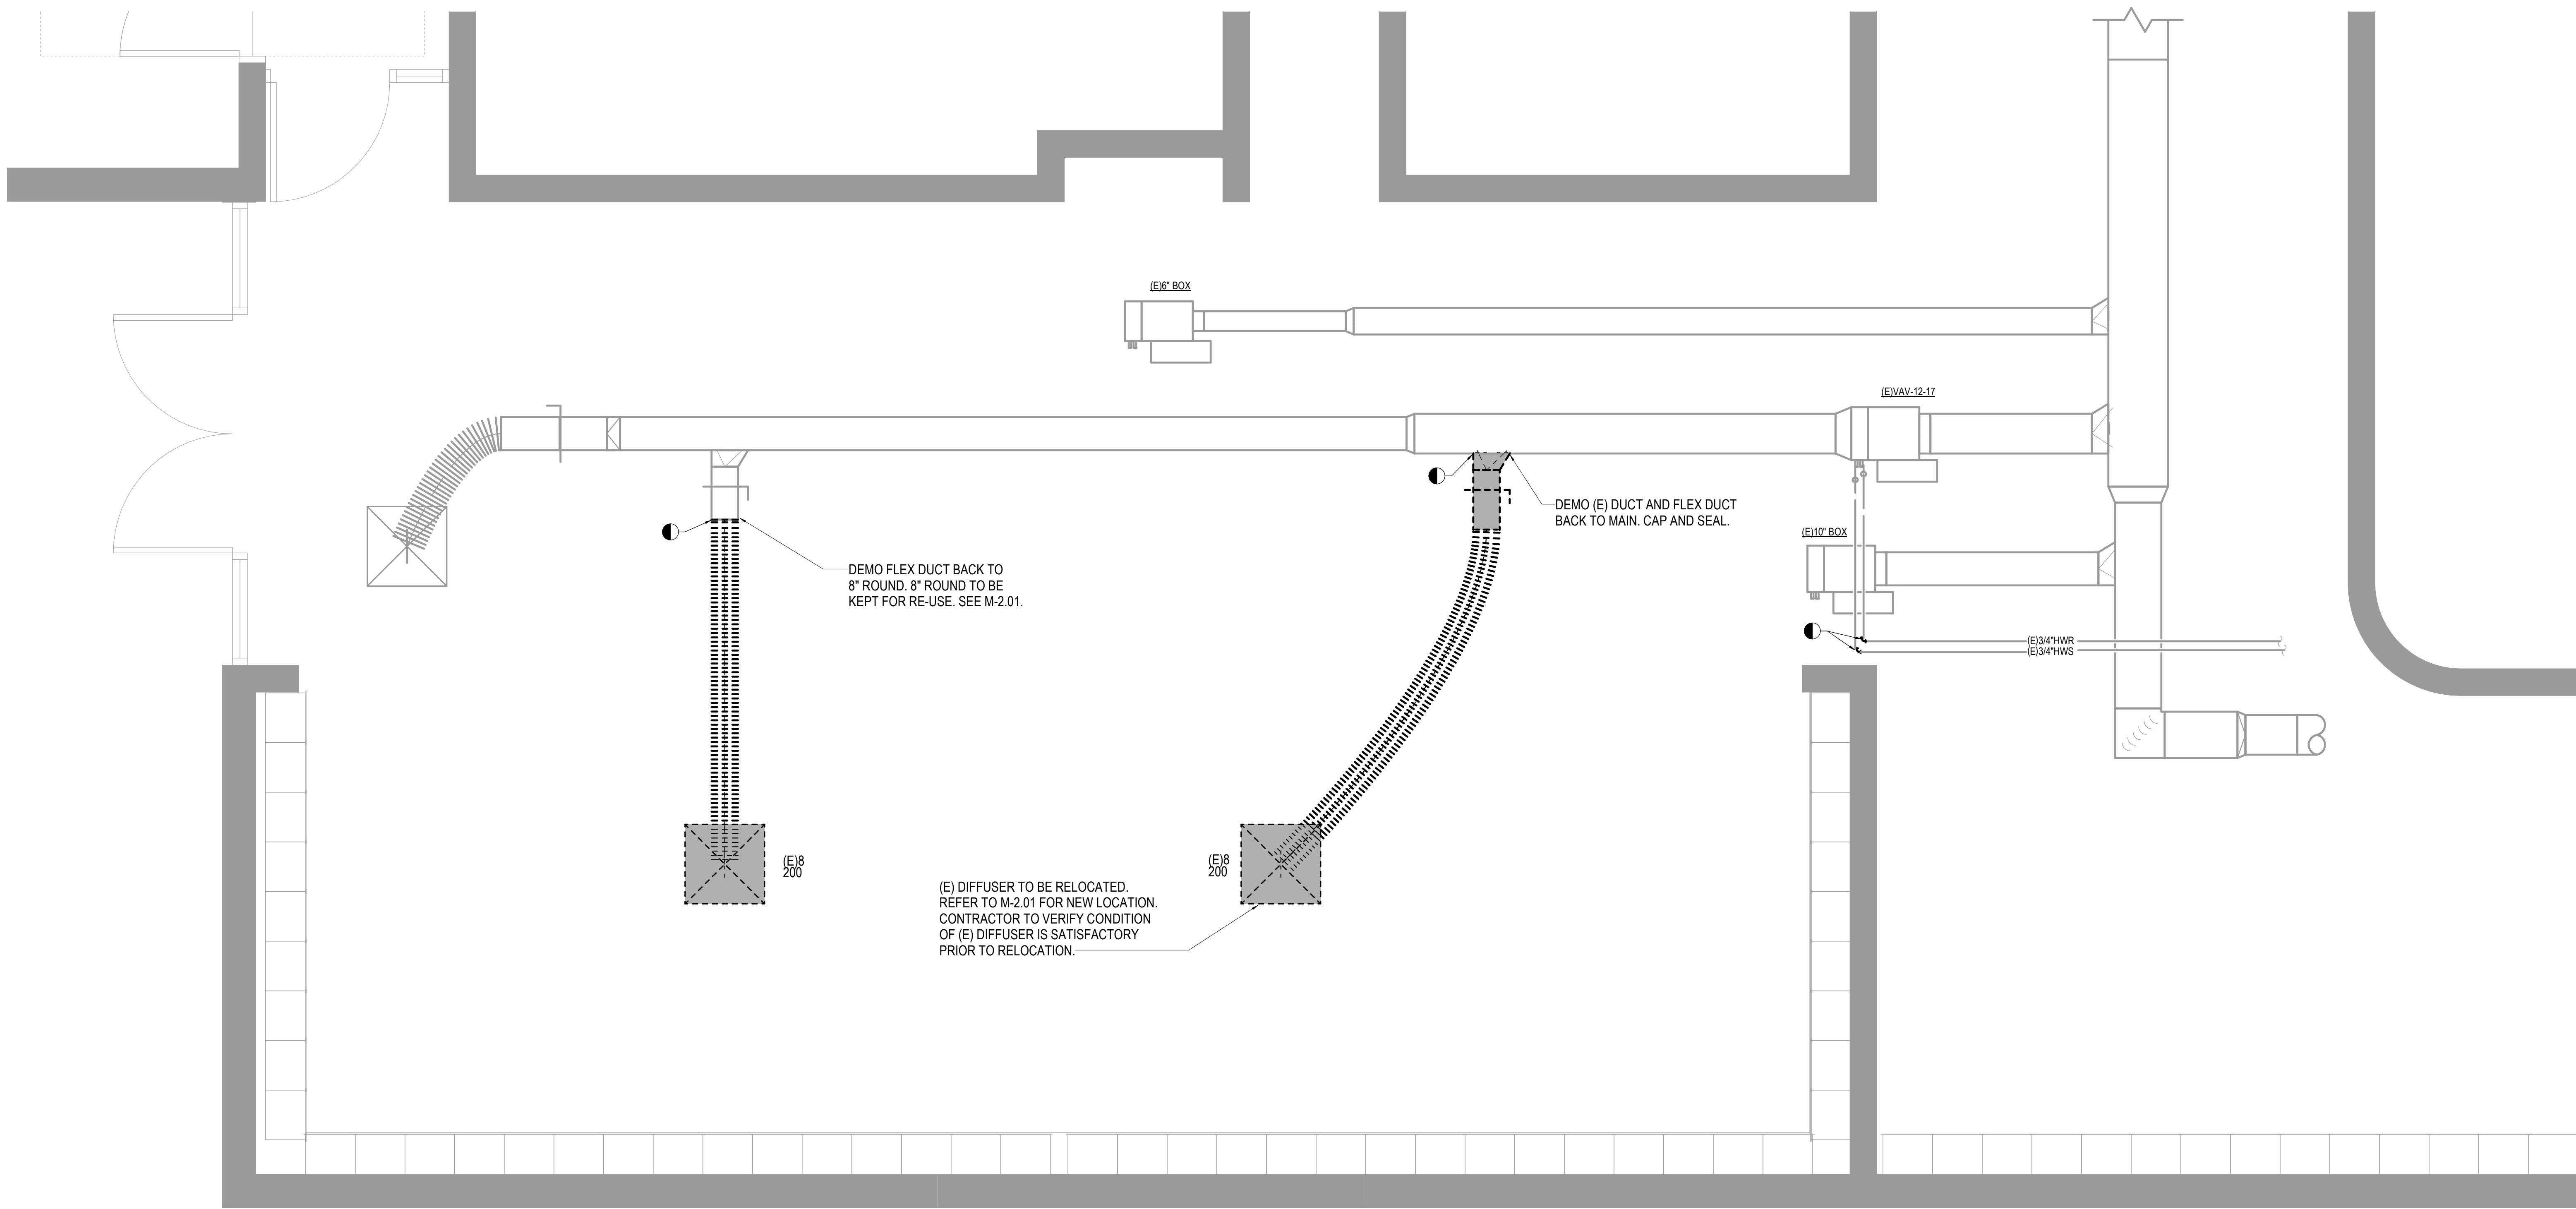 (E)6" BOX
(E)VAV-12-17
DEMO (E) DUCT AND FLEX DUCT
BACK TO MAIN. CAP AND SEAL.
(E)10" BOX
DEMO FLEX DUCT BACK TO
8" ROUND. 8" ROUND TO BE
KEPT FOR RE-USE. SEE M-2.01.
(E)3/4"HWR
(E)3/4"HWS
(E)8
200
(E)8
200
(E) DIFFUSER TO BE RELOCATED.
REFER TO M-2.01 FOR NEW LOCATION.
CONTRACTOR TO VERIFY CONDITION
OF (E) DIFFUSER IS SATISFACTORY
PRIOR TO RELOCATION.